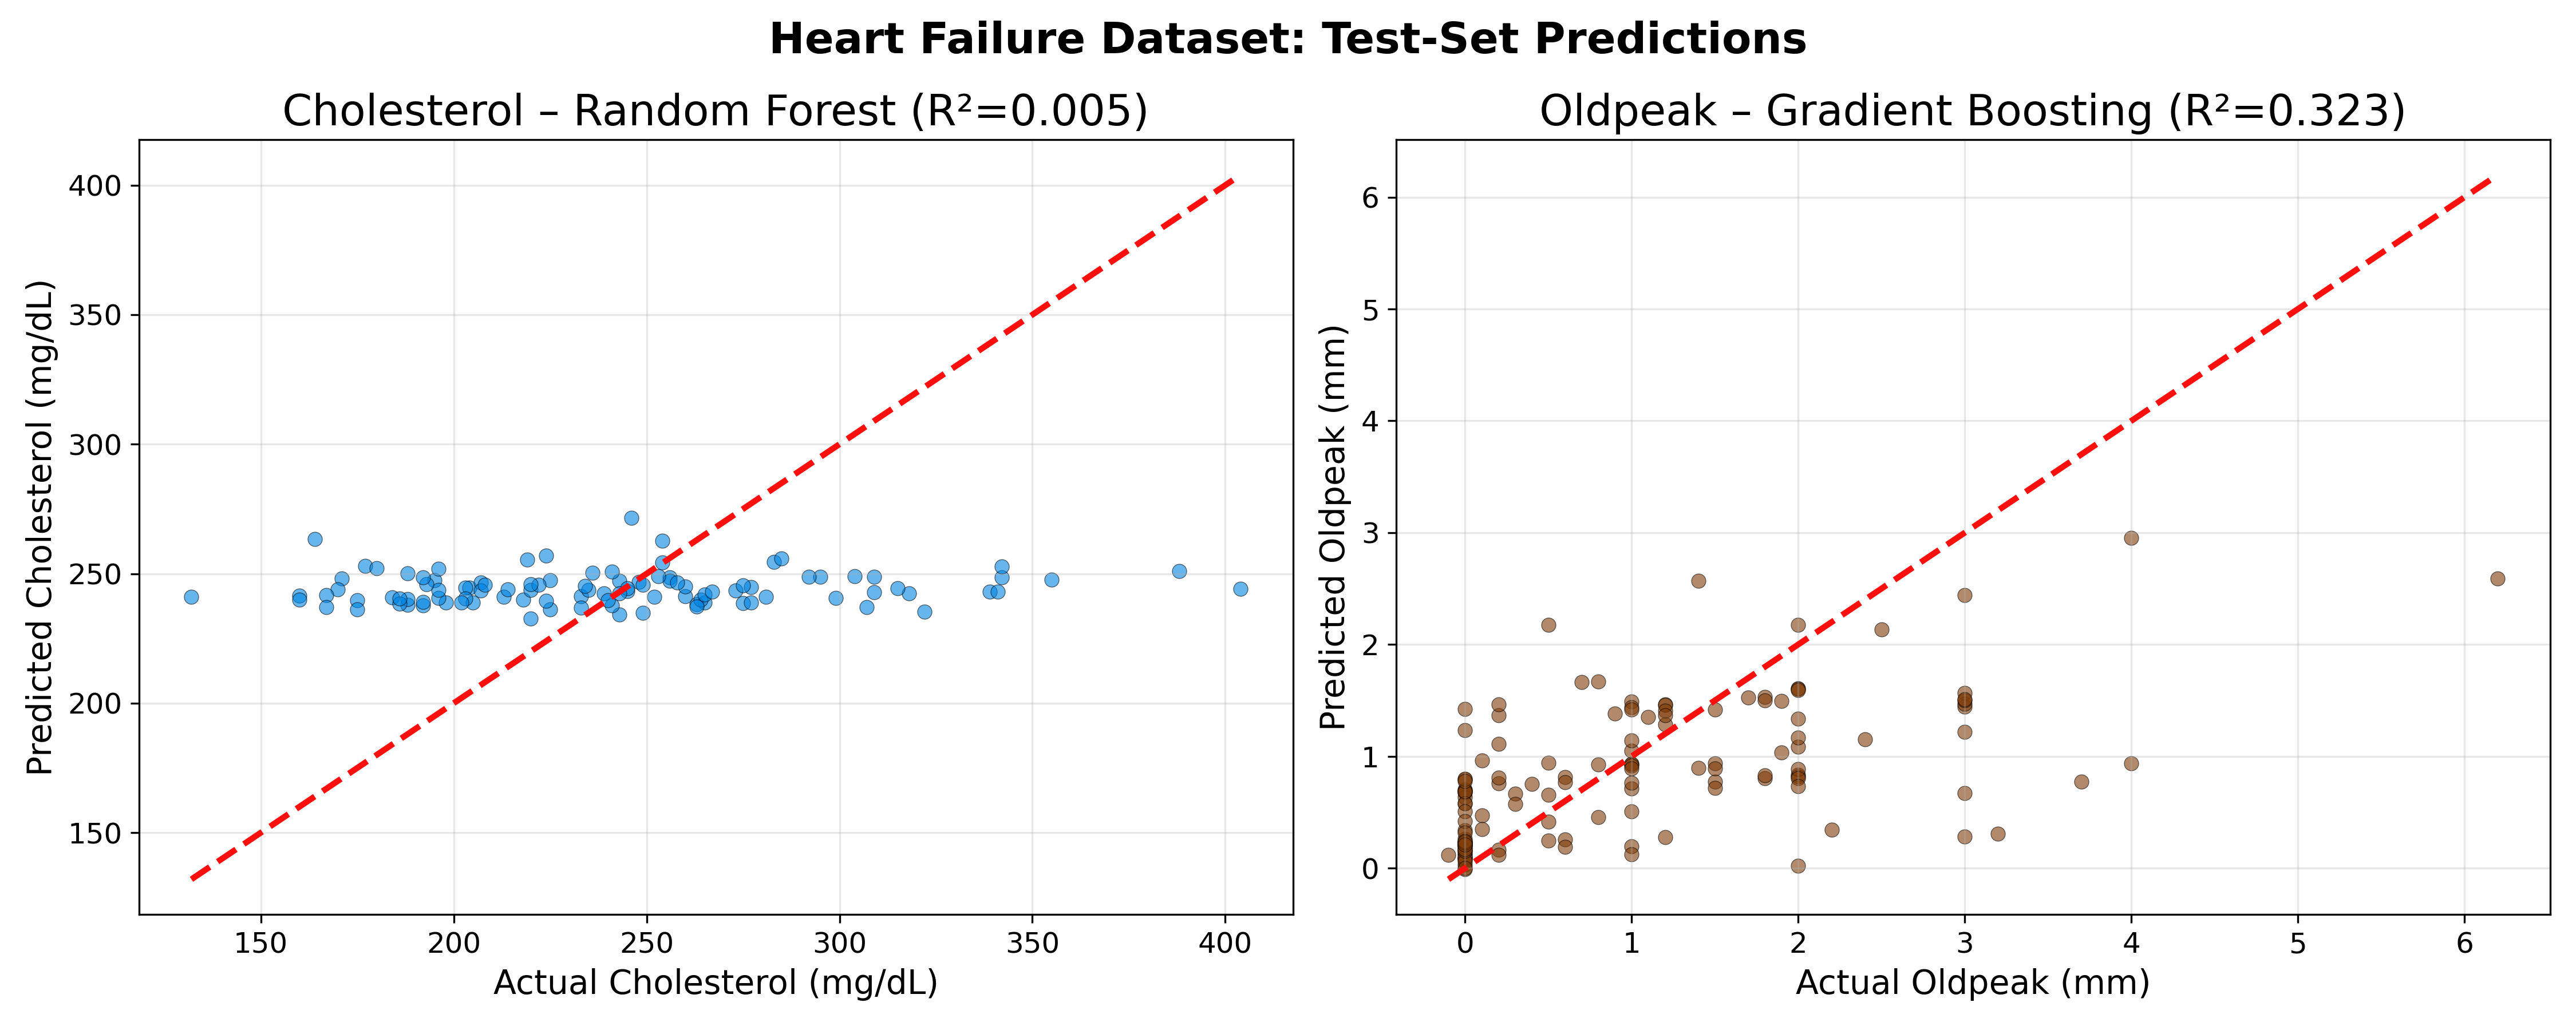 Heart Failure Dataset: Test-Set Predictions
Cholesterol – Random Forest (R²=0.005)
Predicted Cholesterol (mg/dL)
400
350
300
250
200
150
150 200 250 300 350 400
Actual Cholesterol (mg/dL)
Oldpeak – Gradient Boosting (R²=0.323)
Predicted Oldpeak (mm)
6
5
4
3
2
1
0
0 1 2 3 4 5 6
Actual Oldpeak (mm)